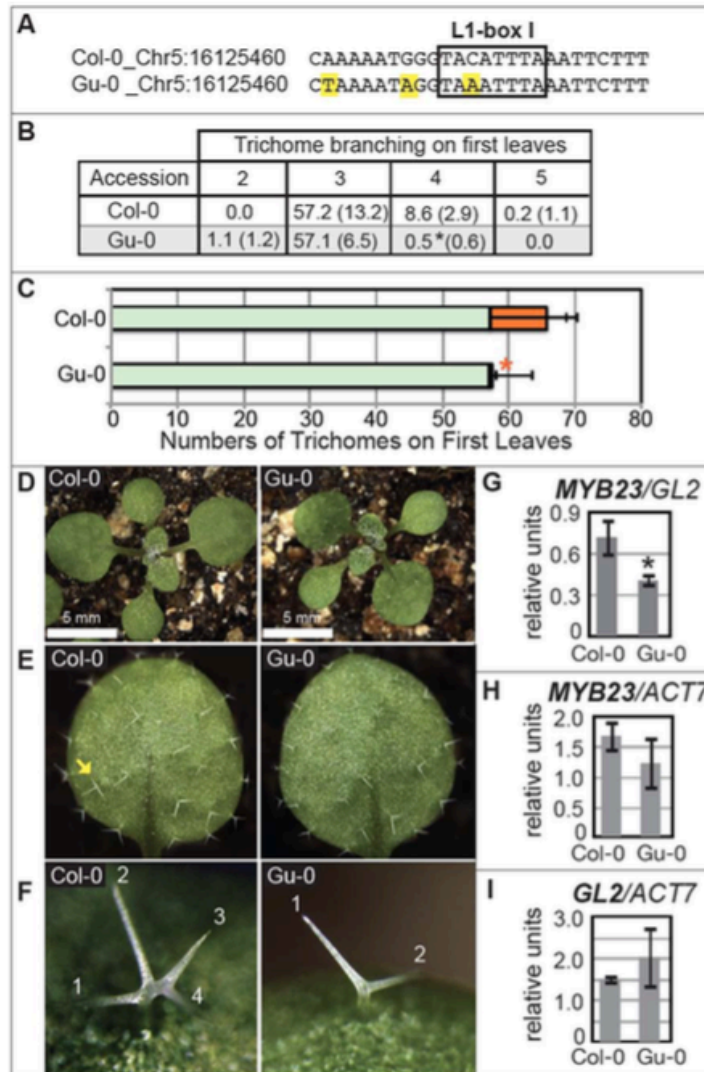 A
L1-box I
Col-0_Chr5:16125460 CAAAAATGGGTACATTTAAATTCTTT
Gu-0 _Chr5:16125460 CTAAAATAGGTAAATTTAAATTCTTT
B
Trichome branching on first leaves
Accession 2 3 4 5
Col-0 0.0 57.2 (13.2) 8.6 (2.9) 0.2 (1.1)
Gu-0 1.1 (1.2) 57.1 (6.5) 0.5*(0.6) 0.0
C
Col-0
*
Gu-0
0 10 20 30 40 50 60 70 80
Numbers of Trichomes on First Leaves
D Col-0 Gu-0
5 mm 5 mm
E Col-0 Gu-0
F Col-0 Gu-0
2
3
1
4
1
2
G MYB23/GL2
relative units
0.9
0.6
0.3
0
*
Col-0 Gu-0
H MYB23/ACT7
relative units
2.0
1.5
1.0
0.5
0
Col-0 Gu-0
I GL2/ACT7
relative units
3.0
2.0
1.0
0
Col-0 Gu-0